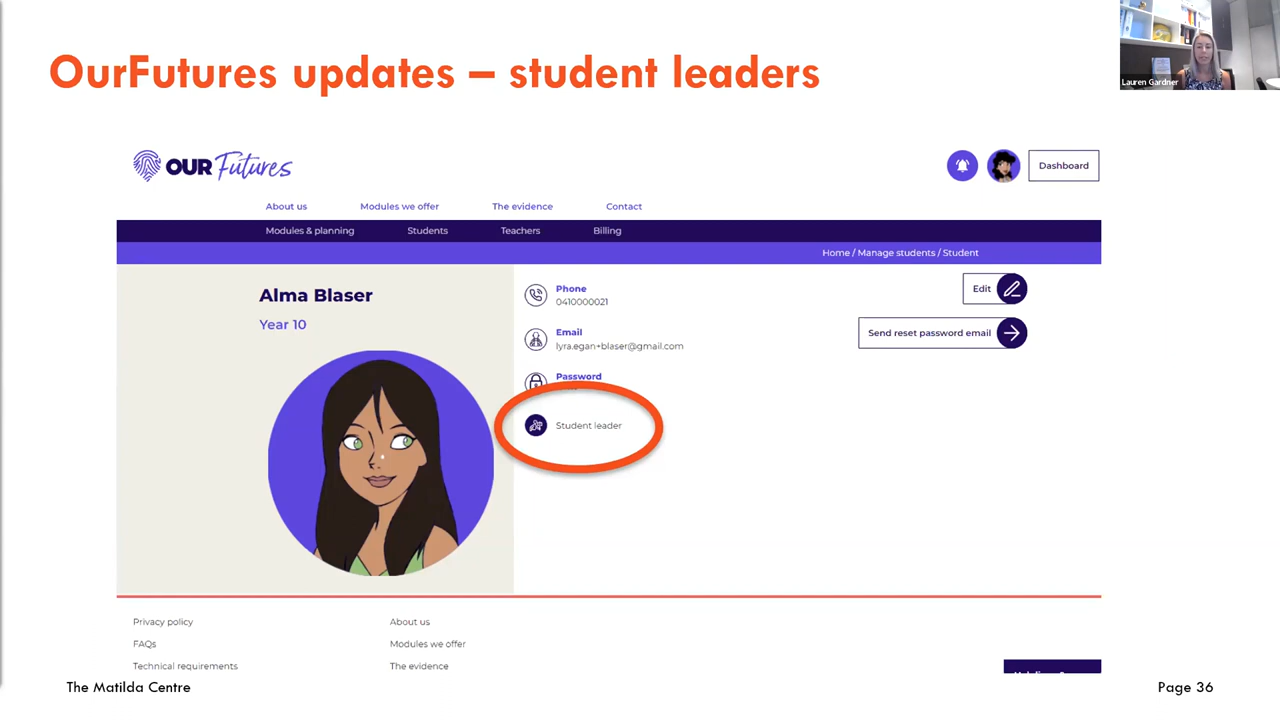 OurFutures updates – student leaders
Lauren Gardner
OUR Futures
Dashboard
About us
Modules we offer
The evidence
Contact
Modules & planning
Students
Teachers
Billing
Home / Manage students / Student
Alma Blaser
Year 10
Phone
0410000021
Email
lyra.egan+blaser@gmail.com
Password
Student leader
Edit
Send reset password email
Privacy policy
About us
FAQs
Modules we offer
Technical requirements
The evidence
The Matilda Centre
Page 36